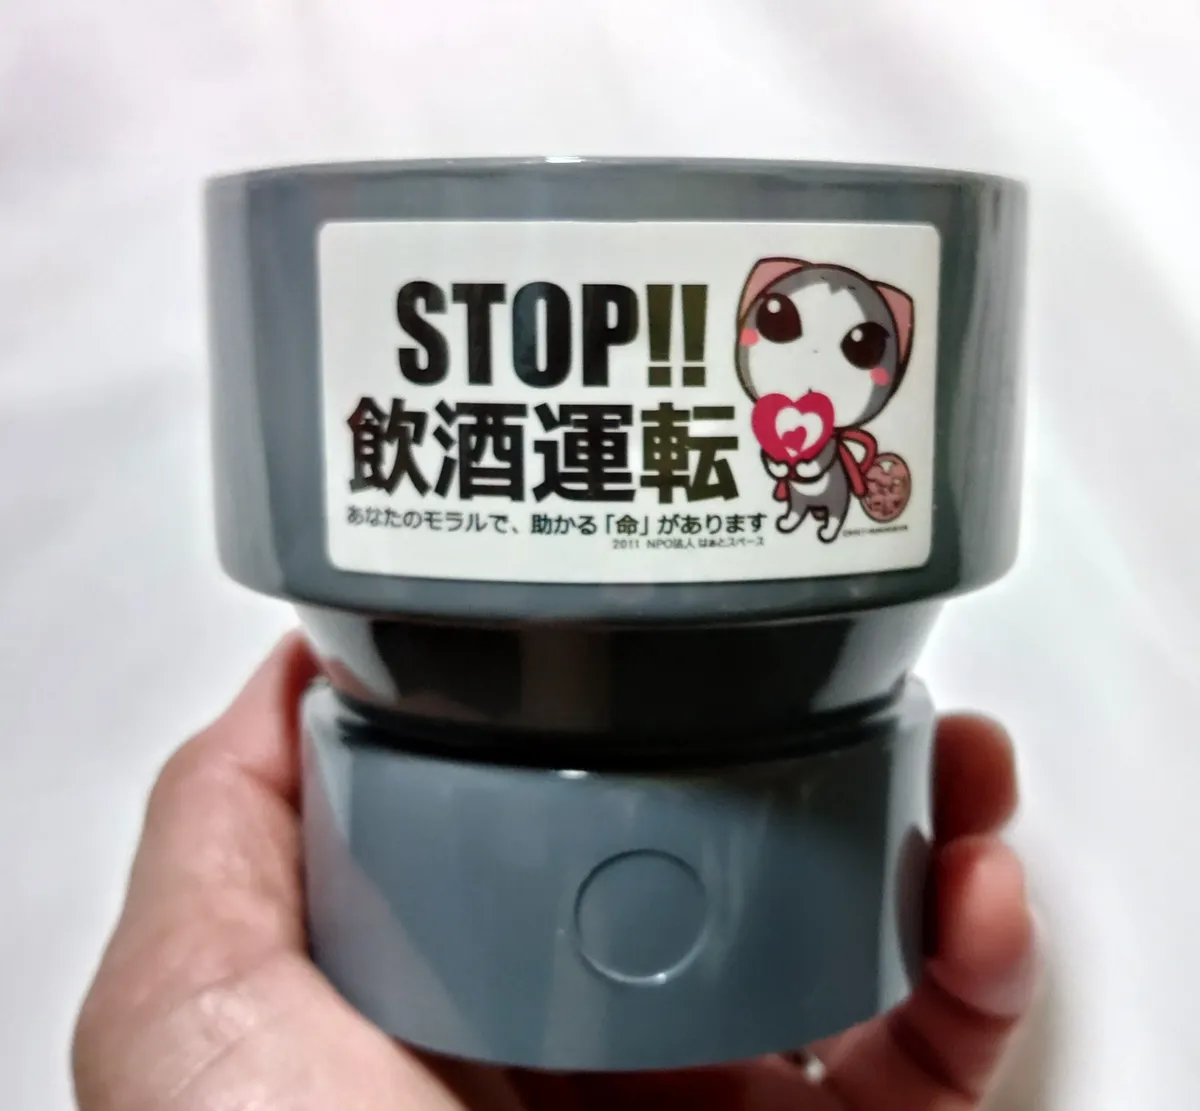 STOP!!
飲酒運転
あなたのモラルで、助かる「命」があります
2011 NPO法人 はぁとスペース